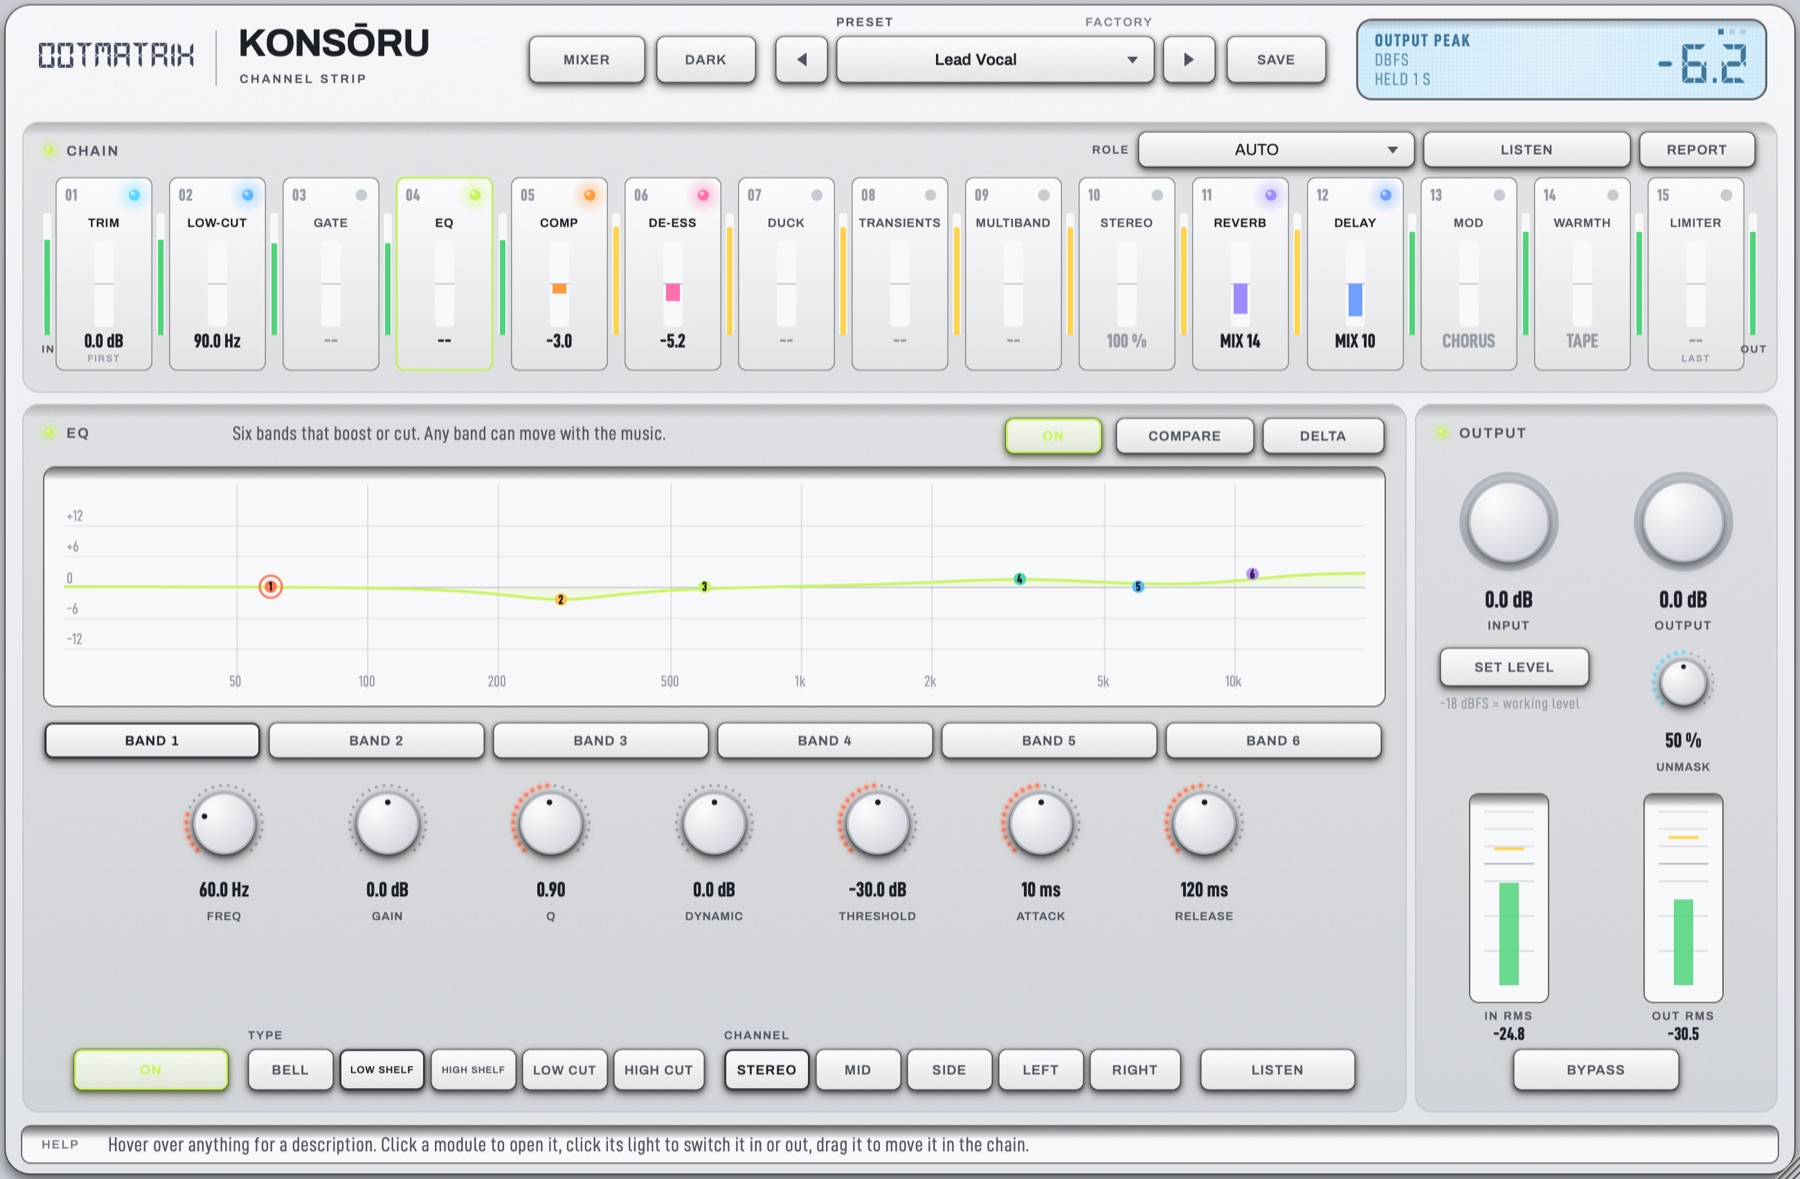 DOTMATRIX
KONSŌRU
CHANNEL STRIP
MIXER
DARK
PRESET
FACTORY
Lead Vocal
SAVE
OUTPUT PEAK
DBFS
HELD 1 S
-6.2
CHAIN
ROLE
AUTO
LISTEN
REPORT
IN
01
TRIM
0.0 dB
FIRST
02
LOW-CUT
90.0 Hz
03
GATE
--
04
EQ
--
05
COMP
-3.0
06
DE-ESS
-5.2
07
DUCK
--
08
TRANSIENTS
--
09
MULTIBAND
--
10
STEREO
100 %
11
REVERB
MIX 14
12
DELAY
MIX 10
13
MOD
CHORUS
14
WARMTH
TAPE
15
LIMITER
--
LAST
OUT
EQ
Six bands that boost or cut. Any band can move with the music.
ON
COMPARE
DELTA
+12
+6
0
-6
-12
1
2
3
4
5
6
50
100
200
500
1k
2k
5k
10k
BAND 1
BAND 2
BAND 3
BAND 4
BAND 5
BAND 6
60.0 Hz
FREQ
0.0 dB
GAIN
0.90
Q
0.0 dB
DYNAMIC
-30.0 dB
THRESHOLD
10 ms
ATTACK
120 ms
RELEASE
ON
TYPE
BELL
LOW SHELF
HIGH SHELF
LOW CUT
HIGH CUT
CHANNEL
STEREO
MID
SIDE
LEFT
RIGHT
LISTEN
OUTPUT
0.0 dB
INPUT
0.0 dB
OUTPUT
SET LEVEL
-18 dBFS = working level
50 %
UNMASK
IN RMS
-24.8
OUT RMS
-30.5
BYPASS
HELP
Hover over anything for a description. Click a module to open it, click its light to switch it in or out, drag it to move it in the chain.